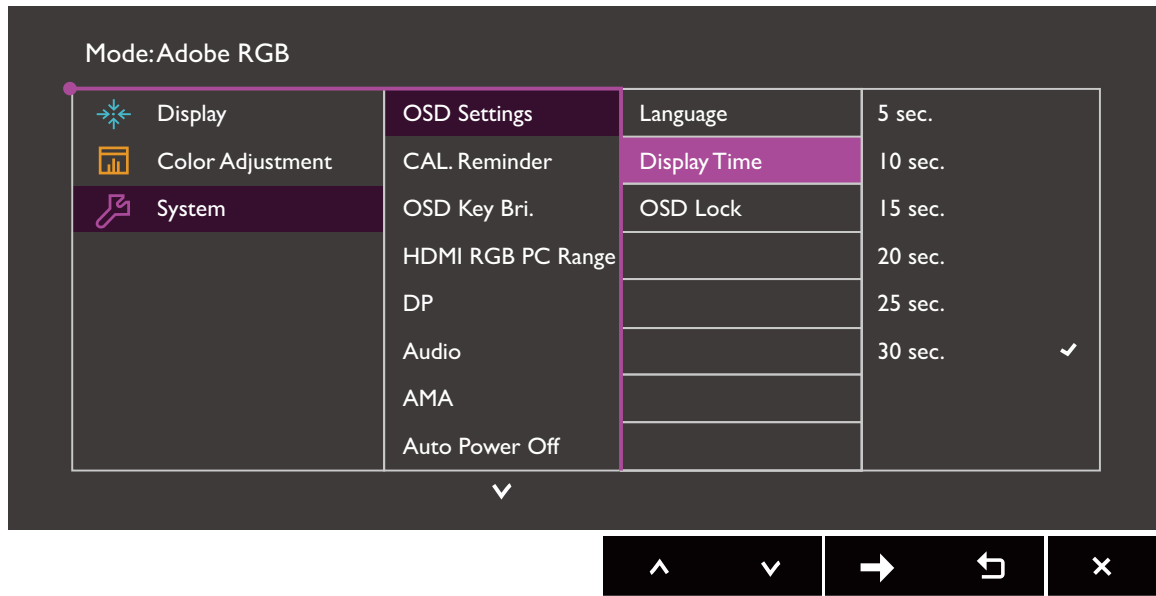 Mode: Adobe RGB
Display
Color Adjustment
System
OSD Settings
CAL. Reminder
OSD Key Bri.
HDMI RGB PC Range
DP
Audio
AMA
Auto Power Off
Language
Display Time
OSD Lock
5 sec.
10 sec.
15 sec.
20 sec.
25 sec.
30 sec.